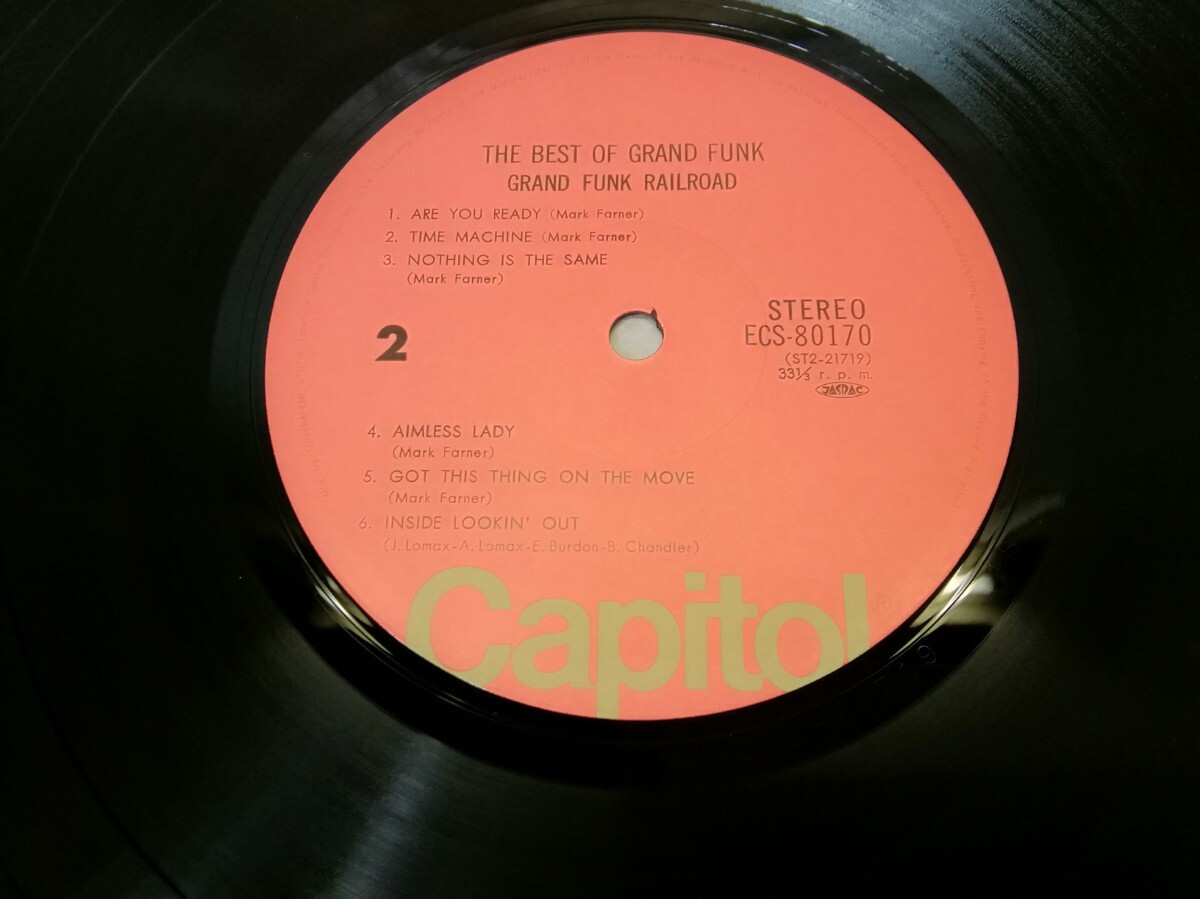 THE BEST OF GRAND FUNK
GRAND FUNK RAILROAD
1. ARE YOU READY (Mark Farner)
2. TIME MACHINE (Mark Farner)
3. NOTHING IS THE SAME
(Mark Farner)
2
STEREO
ECS-80170
(ST2-21719)
33⅓ r. p. m.
JASRAC
4. AIMLESS LADY
(Mark Farner)
5. GOT THIS THING ON THE MOVE
(Mark Farner)
6. INSIDE LOOKIN' OUT
(J. Lomax-A. Lomax-E. Burdon-B. Chandler)
Capitol